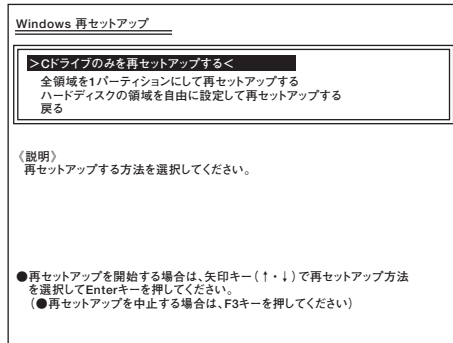 Windows 再セットアップ
＞Cドライブのみを再セットアップする＜
全領域を1パーティションにして再セットアップする
ハードディスクの領域を自由に設定して再セットアップする
戻る
《説明》
再セットアップする方法を選択してください。
●再セットアップを開始する場合は、矢印キー（↑・↓）で再セットアップ方法
を選択してEnterキーを押してください。
（●再セットアップを中止する場合は、F3キーを押してください）